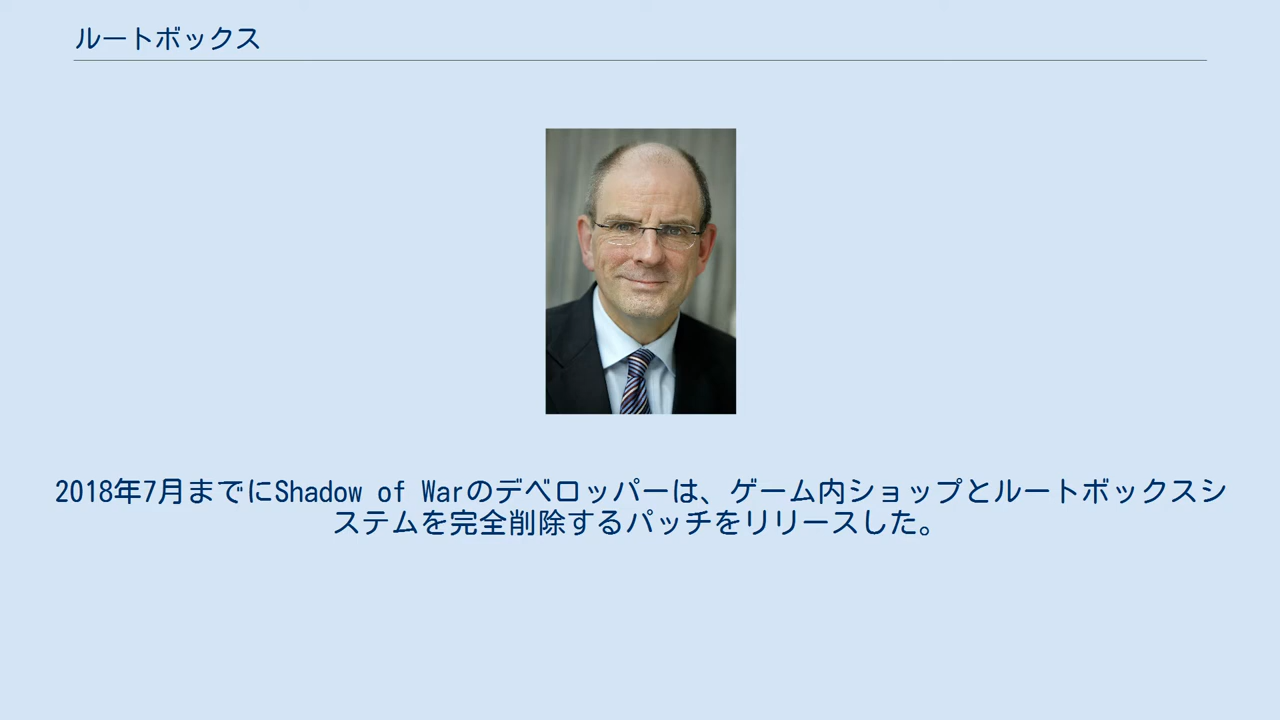 ルートボックス
2018年7月までにShadow of Warのデベロッパーは、ゲーム内ショップとルートボックスシ
ステムを完全削除するパッチをリリースした。